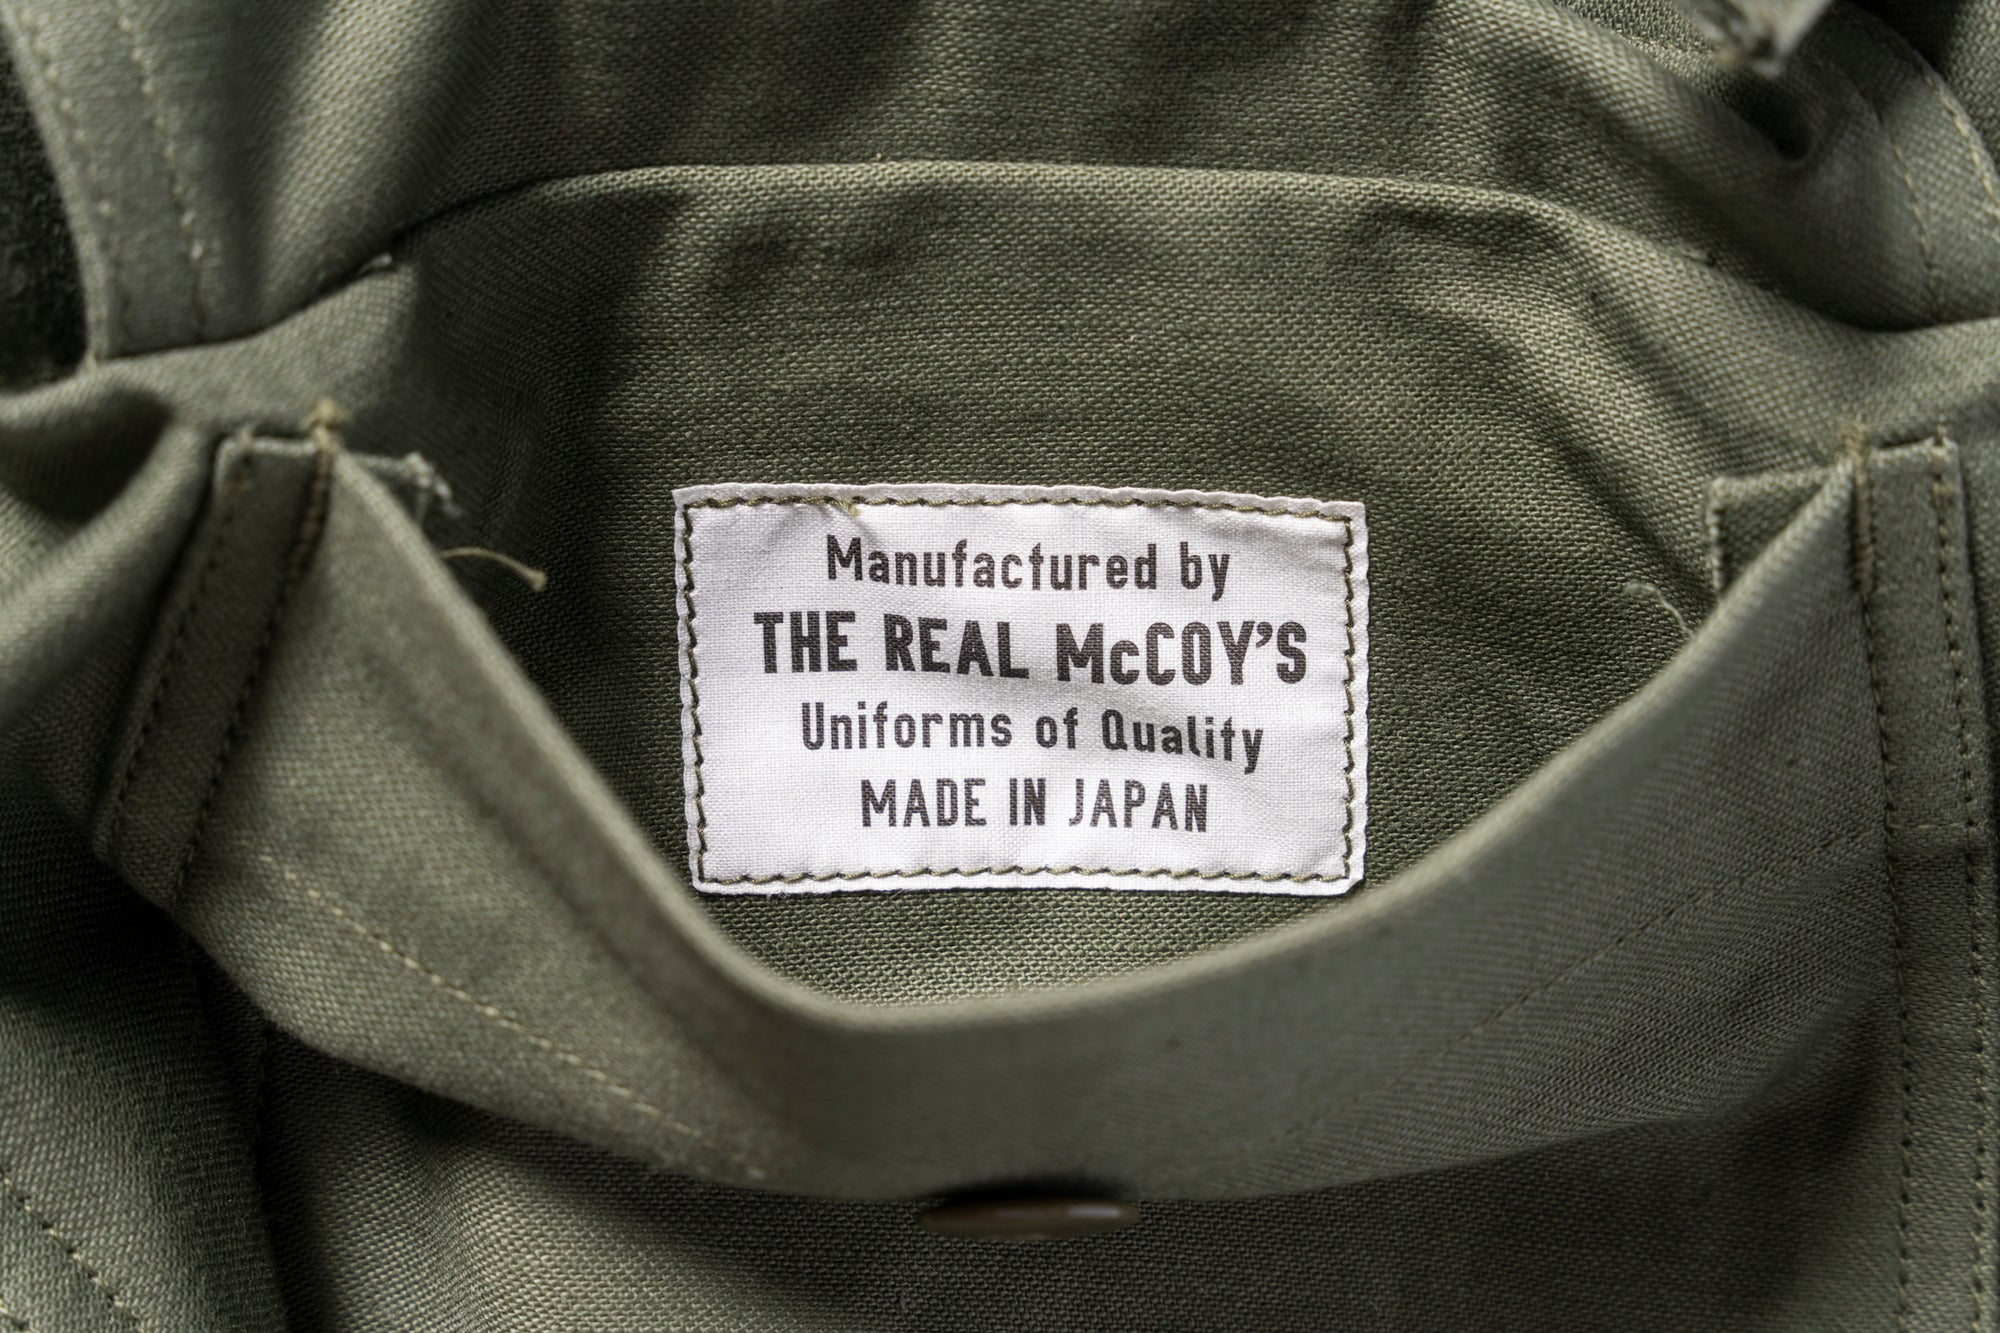 Manufactured by
THE REAL McCOY'S
Uniforms of Quality
MADE IN JAPAN